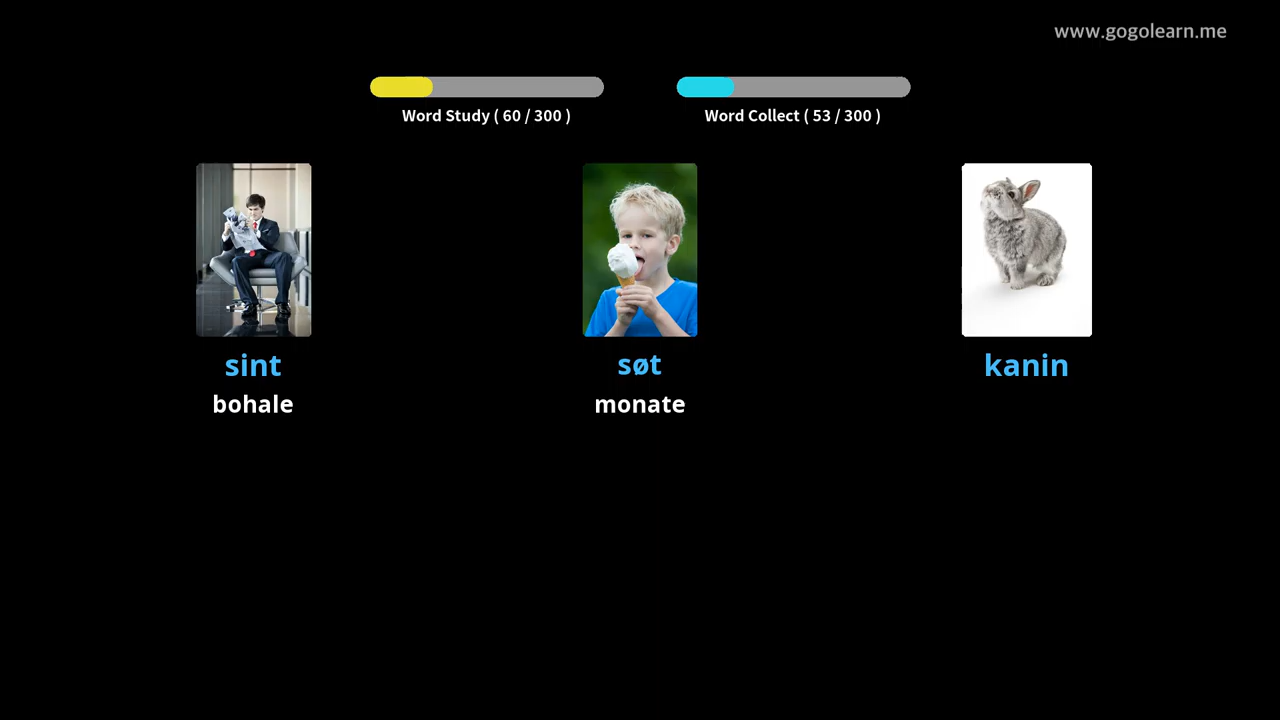 www.gogolearn.me
Word Study ( 60 / 300 )
Word Collect ( 53 / 300 )
sint
bohale
søt
monate
kanin